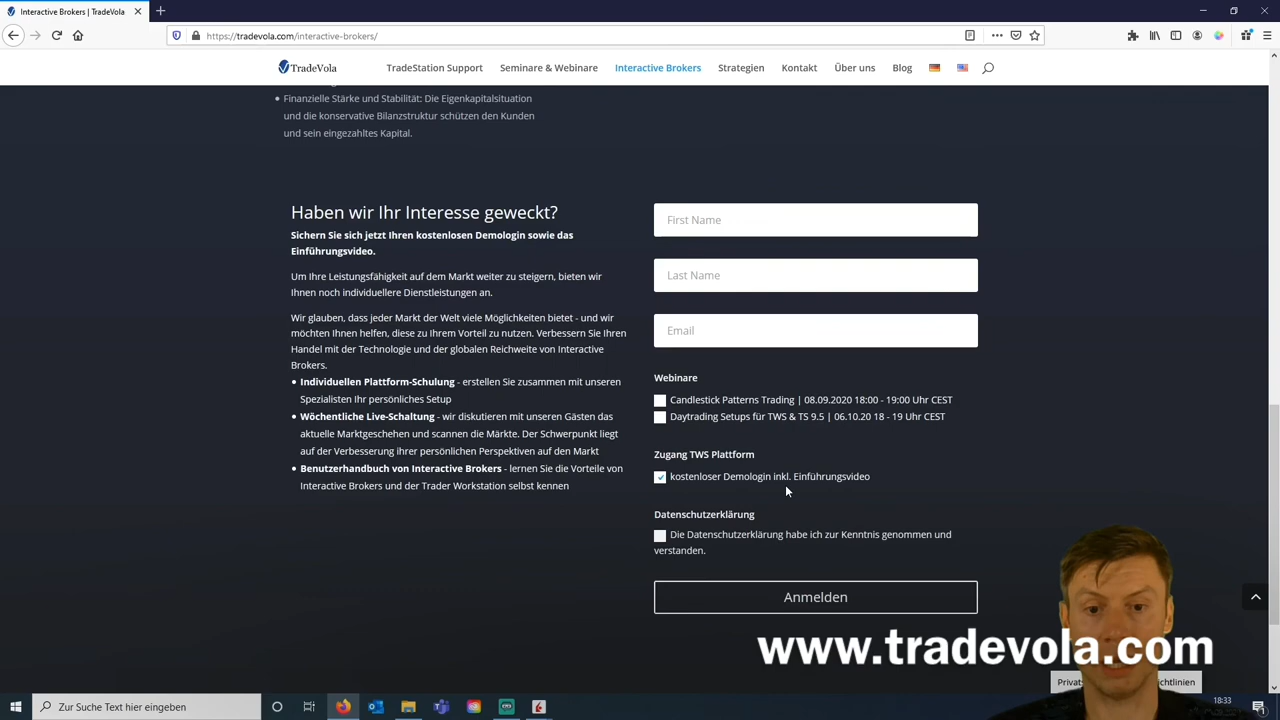 Interactive Brokers | TradeVola
https://tradevola.com/interactive-brokers/
TradeVola
TradeStation Support
Seminare & Webinare
Interactive Brokers
Strategien
Kontakt
Über uns
Blog
Finanzielle Stärke und Stabilität: Die Eigenkapitalsituation
und die konservative Bilanzstruktur schützen den Kunden
und sein eingezahltes Kapital.
Haben wir Ihr Interesse geweckt?
Sichern Sie sich jetzt Ihren kostenlosen Demologin sowie das
Einführungsvideo.
Um Ihre Leistungsfähigkeit auf dem Markt weiter zu steigern, bieten wir
Ihnen noch individuellere Dienstleistungen an.
Wir glauben, dass jeder Markt der Welt viele Möglichkeiten bietet - und wir
möchten Ihnen helfen, diese zu Ihrem Vorteil zu nutzen. Verbessern Sie Ihren
Handel mit der Technologie und der globalen Reichweite von Interactive
Brokers.
Individuellen Plattform-Schulung - erstellen Sie zusammen mit unseren
Spezialisten Ihr persönliches Setup
Wöchentliche Live-Schaltung - wir diskutieren mit unseren Gästen das
aktuelle Marktgeschehen und scannen die Märkte. Der Schwerpunkt liegt
auf der Verbesserung ihrer persönlichen Perspektiven auf den Markt
Benutzerhandbuch von Interactive Brokers - lernen Sie die Vorteile von
Interactive Brokers und der Trader Workstation selbst kennen
First Name
Last Name
Email
Webinare
Candlestick Patterns Trading | 08.09.2020 18:00 - 19:00 Uhr CEST
Daytrading Setups für TWS & TS 9.5 | 06.10.20 18 - 19 Uhr CEST
Zugang TWS Plattform
kostenloser Demologin inkl. Einführungsvideo
Datenschutzerklärung
Die Datenschutzerklärung habe ich zur Kenntnis genommen und
verstanden.
Anmelden
www.tradevola.com
Zur Suche Text hier eingeben
18:33